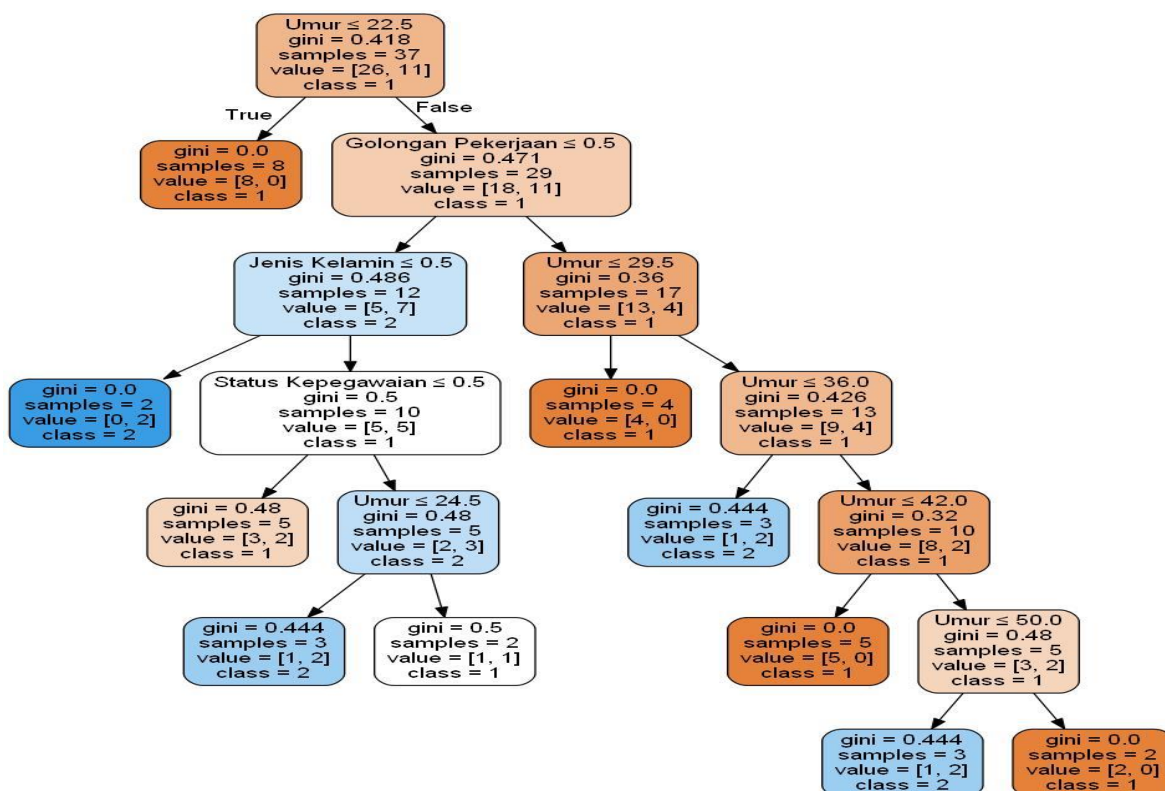 Umur ≤ 22.5
gini = 0.418
samples = 37
value = [26, 11]
class = 1
True
False
gini = 0.0
samples = 8
value = [8, 0]
class = 1
Golongan Pekerjaan ≤ 0.5
gini = 0.471
samples = 29
value = [18, 11]
class = 1
Jenis Kelamin ≤ 0.5
gini = 0.486
samples = 12
value = [5, 7]
class = 2
Umur ≤ 29.5
gini = 0.36
samples = 17
value = [13, 4]
class = 1
gini = 0.0
samples = 2
value = [0, 2]
class = 2
Status Kepegawaian ≤ 0.5
gini = 0.5
samples = 10
value = [5, 5]
class = 1
gini = 0.0
samples = 4
value = [4, 0]
class = 1
Umur ≤ 36.0
gini = 0.426
samples = 13
value = [9, 4]
class = 1
gini = 0.48
samples = 5
value = [3, 2]
class = 1
Umur ≤ 24.5
gini = 0.48
samples = 5
value = [2, 3]
class = 2
gini = 0.444
samples = 3
value = [1, 2]
class = 2
Umur ≤ 42.0
gini = 0.32
samples = 10
value = [8, 2]
class = 1
gini = 0.444
samples = 3
value = [1, 2]
class = 2
gini = 0.5
samples = 2
value = [1, 1]
class = 1
gini = 0.0
samples = 5
value = [5, 0]
class = 1
Umur ≤ 50.0
gini = 0.48
samples = 5
value = [3, 2]
class = 1
gini = 0.444
samples = 3
value = [1, 2]
class = 2
gini = 0.0
samples = 2
value = [2, 0]
class = 1